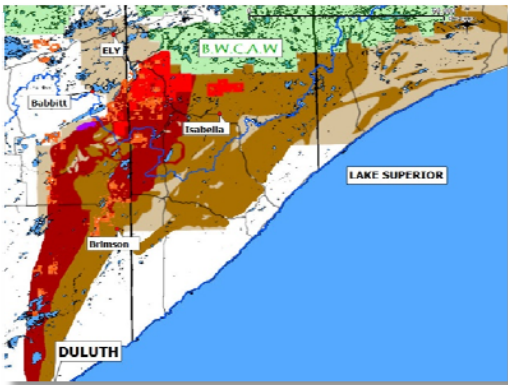 ELY
B.W.C.A.W
Babbitt
Isabella
LAKE SUPERIOR
Brimson
DULUTH